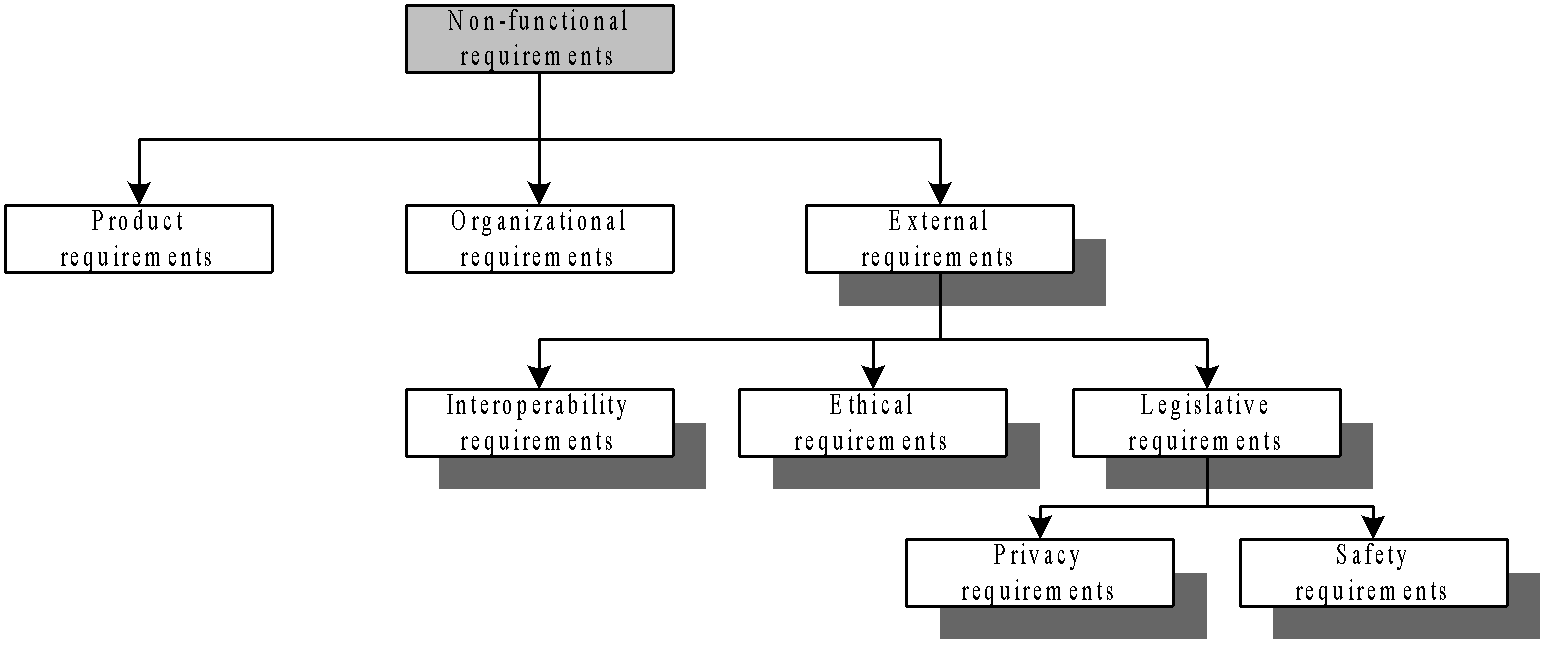 Non-functional
requirements
Product
requirements
Organizational
requirements
External
requirements
Interoperability
requirements
Ethical
requirements
Legislative
requirements
Privacy
requirements
Safety
requirements